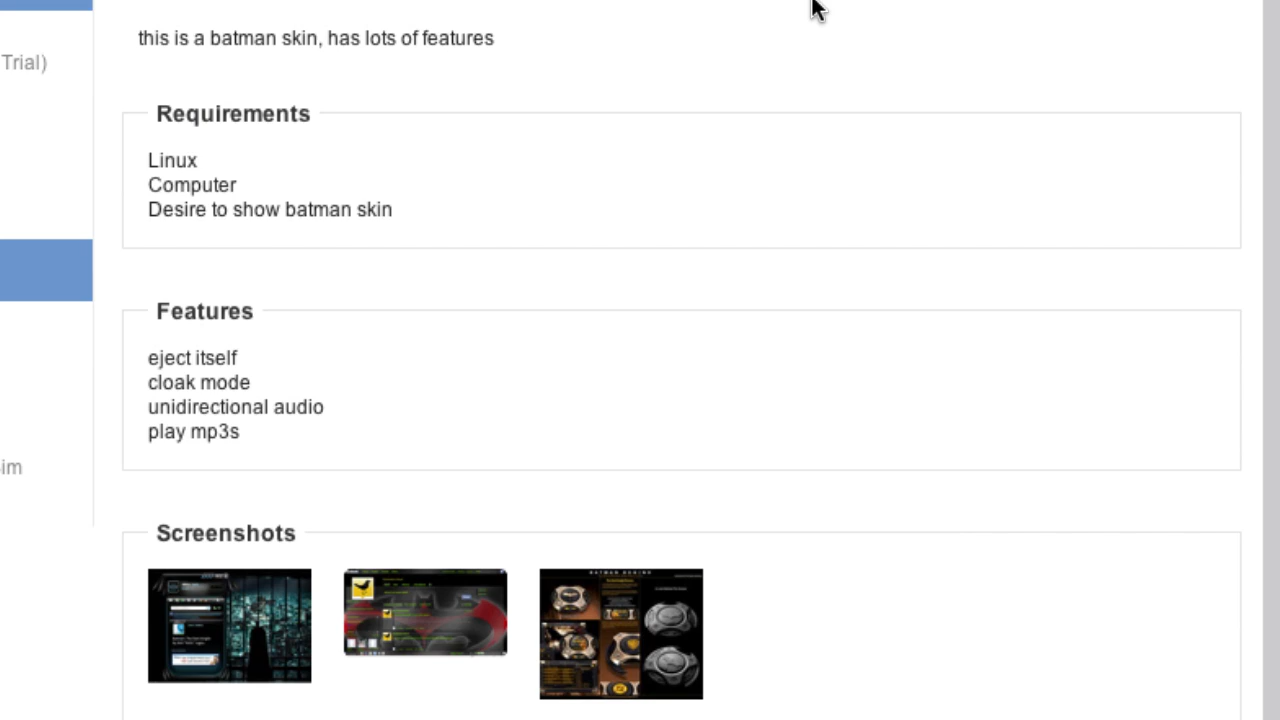 this is a batman skin, has lots of features
Trial)
Requirements
Linux
Computer
Desire to show batman skin
Features
eject itself
cloak mode
unidirectional audio
play mp3s
im
Screenshots